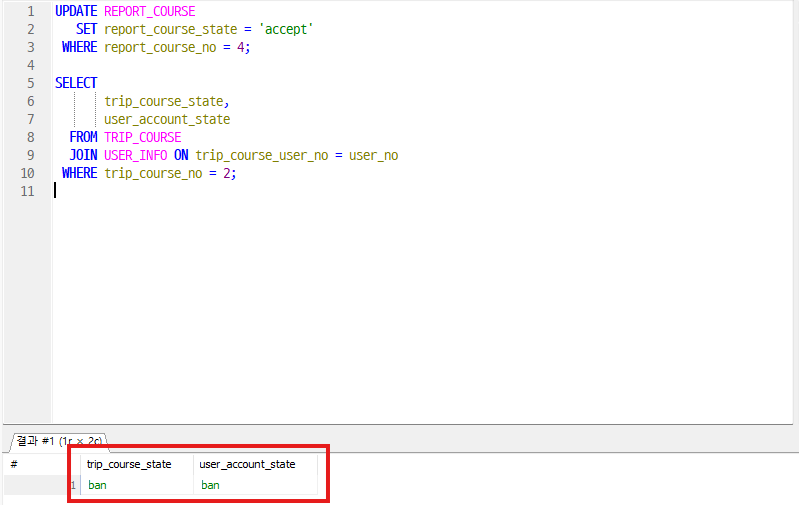 1 UPDATE REPORT_COURSE
2 SET report_course_state = 'accept'
3 WHERE report_course_no = 4;
4
5 SELECT
6 trip_course_state,
7 user_account_state
8 FROM TRIP_COURSE
9 JOIN USER_INFO ON trip_course_user_no = user_no
10 WHERE trip_course_no = 2;
11
결과 #1 (1r × 2c)
# trip_course_state user_account_state
1 ban ban